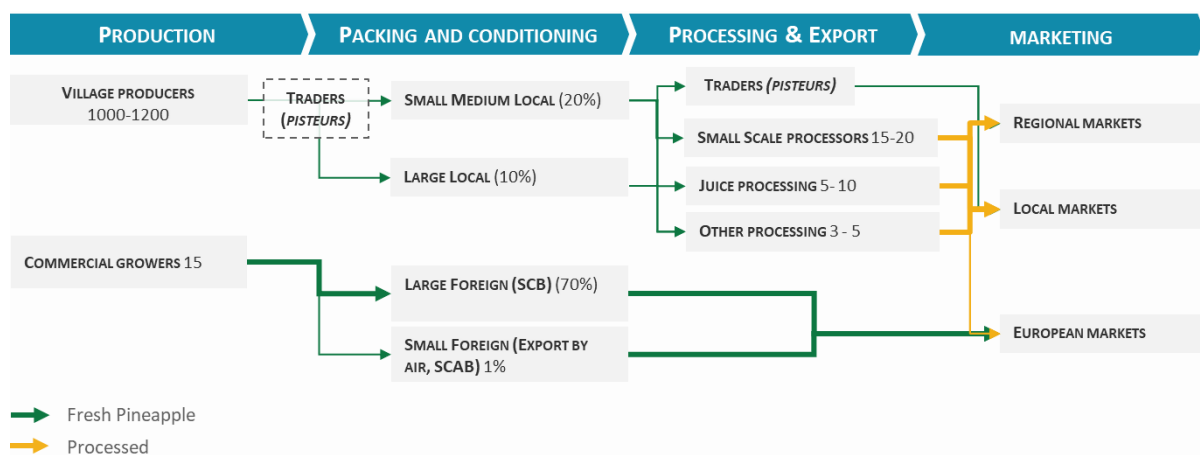 PRODUCTION
PACKING AND CONDITIONING
PROCESSING & EXPORT
MARKETING
VILLAGE PRODUCERS
1000-1200
TRADERS
(PISTEURS)
SMALL MEDIUM LOCAL (20%)
LARGE LOCAL (10%)
TRADERS (PISTEURS)
SMALL SCALE PROCESSORS 15-20
JUICE PROCESSING 5- 10
OTHER PROCESSING 3 - 5
REGIONAL MARKETS
LOCAL MARKETS
COMMERCIAL GROWERS 15
LARGE FOREIGN (SCB) (70%)
SMALL FOREIGN (EXPORT BY
AIR, SCAB) 1%
EUROPEAN MARKETS
Fresh Pineapple
Processed